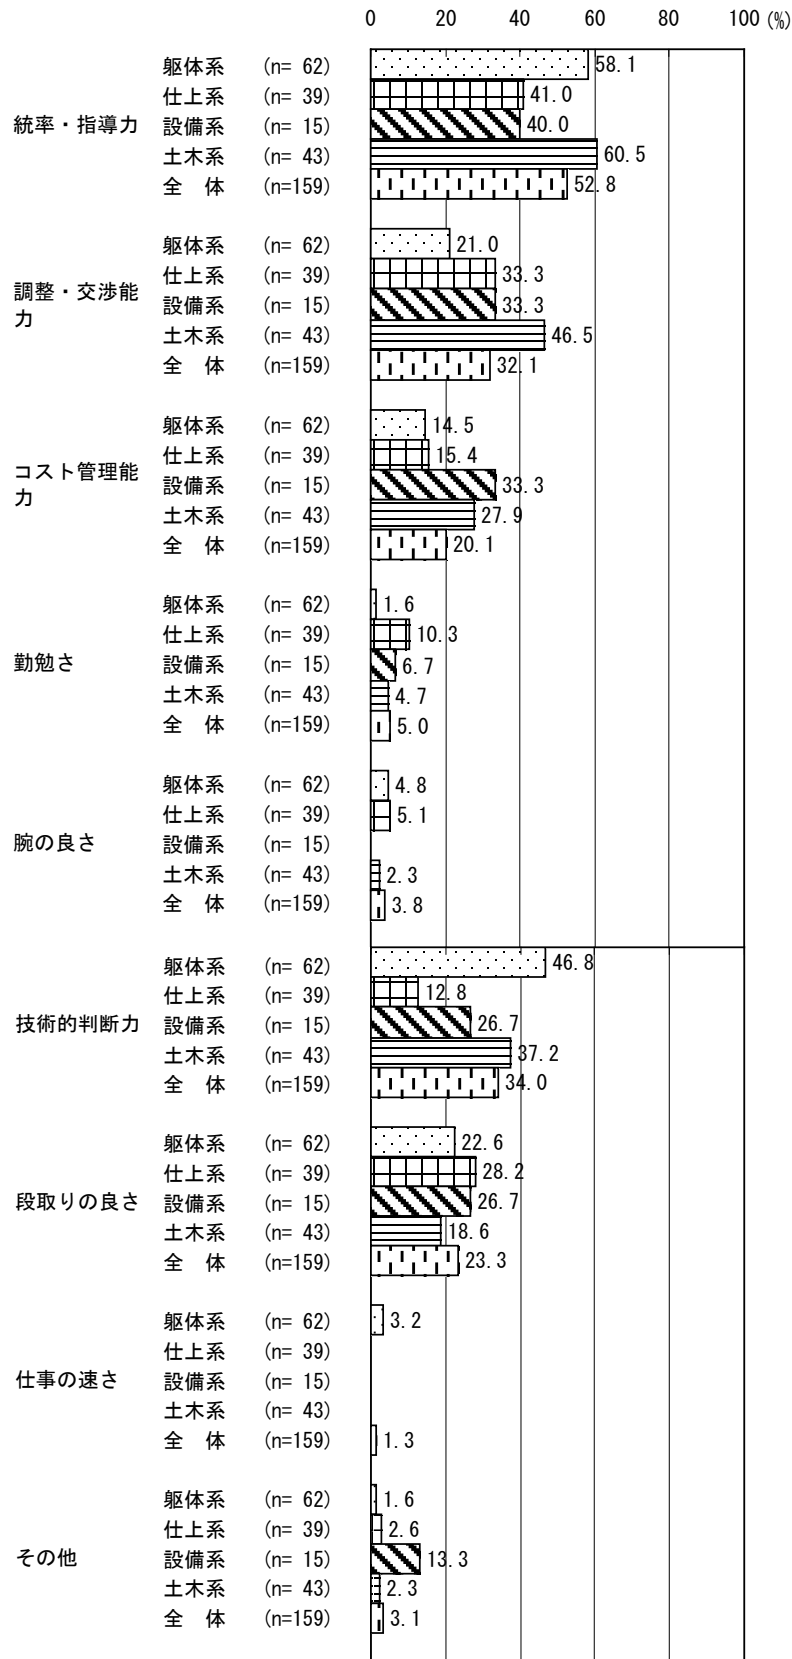 0 20 40 60 80 100 (%)
躯体系 (n= 62) 58.1
仕上系 (n= 39) 41.0
統率・指導力 設備系 (n= 15) 40.0
土木系 (n= 43) 60.5
全　体 (n=159) 52.8
躯体系 (n= 62) 21.0
仕上系 (n= 39) 33.3
調整・交渉能
力
設備系 (n= 15) 33.3
土木系 (n= 43) 46.5
全　体 (n=159) 32.1
躯体系 (n= 62) 14.5
仕上系 (n= 39) 15.4
コスト管理能
力
設備系 (n= 15) 33.3
土木系 (n= 43) 27.9
全　体 (n=159) 20.1
躯体系 (n= 62) 1.6
仕上系 (n= 39) 10.3
勤勉さ 設備系 (n= 15) 6.7
土木系 (n= 43) 4.7
全　体 (n=159) 5.0
躯体系 (n= 62) 4.8
仕上系 (n= 39) 5.1
腕の良さ 設備系 (n= 15)
土木系 (n= 43) 2.3
全　体 (n=159) 3.8
躯体系 (n= 62) 46.8
仕上系 (n= 39) 12.8
技術的判断力 設備系 (n= 15) 26.7
土木系 (n= 43) 37.2
全　体 (n=159) 34.0
躯体系 (n= 62) 22.6
仕上系 (n= 39) 28.2
段取りの良さ 設備系 (n= 15) 26.7
土木系 (n= 43) 18.6
全　体 (n=159) 23.3
躯体系 (n= 62) 3.2
仕上系 (n= 39)
仕事の速さ 設備系 (n= 15)
土木系 (n= 43)
全　体 (n=159) 1.3
躯体系 (n= 62) 1.6
仕上系 (n= 39) 2.6
その他 設備系 (n= 15) 13.3
土木系 (n= 43) 2.3
全　体 (n=159) 3.1